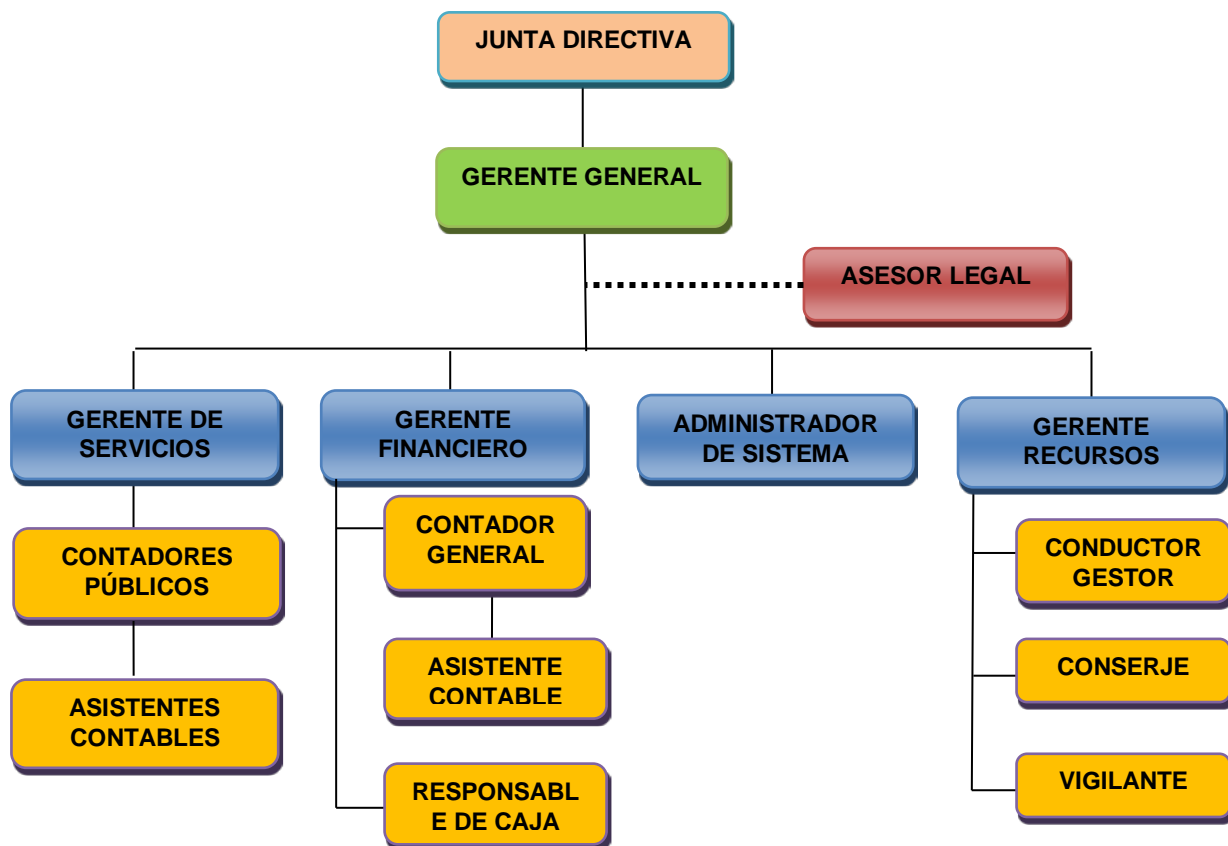 JUNTA DIRECTIVA
GERENTE GENERAL
ASESOR LEGAL
GERENTE DE
SERVICIOS
GERENTE
FINANCIERO
ADMINISTRADOR
DE SISTEMA
GERENTE
RECURSOS
CONTADORES
PÚBLICOS
ASISTENTES
CONTABLES
CONTADOR
GENERAL
ASISTENTE
CONTABLE
RESPONSABL
E DE CAJA
CONDUCTOR
GESTOR
CONSERJE
VIGILANTE